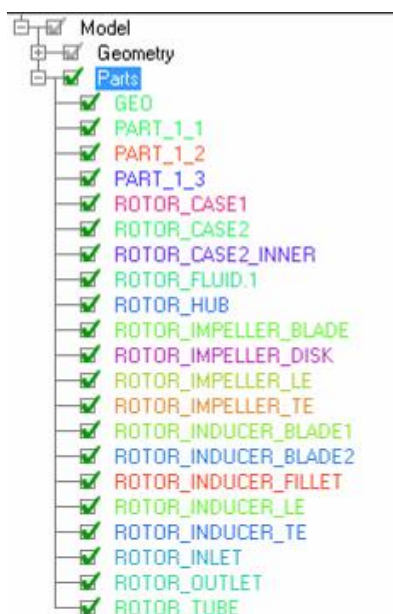 Model
Geometry
Parts
GEO
PART_1_1
PART_1_2
PART_1_3
ROTOR_CASE1
ROTOR_CASE2
ROTOR_CASE2_INNER
ROTOR_FLUID.1
ROTOR_HUB
ROTOR_IMPELLER_BLADE
ROTOR_IMPELLER_DISK
ROTOR_IMPELLER_LE
ROTOR_IMPELLER_TE
ROTOR_INDUCER_BLADE1
ROTOR_INDUCER_BLADE2
ROTOR_INDUCER_FILLET
ROTOR_INDUCER_LE
ROTOR_INDUCER_TE
ROTOR_INLET
ROTOR_OUTLET
ROTOR_TUBE